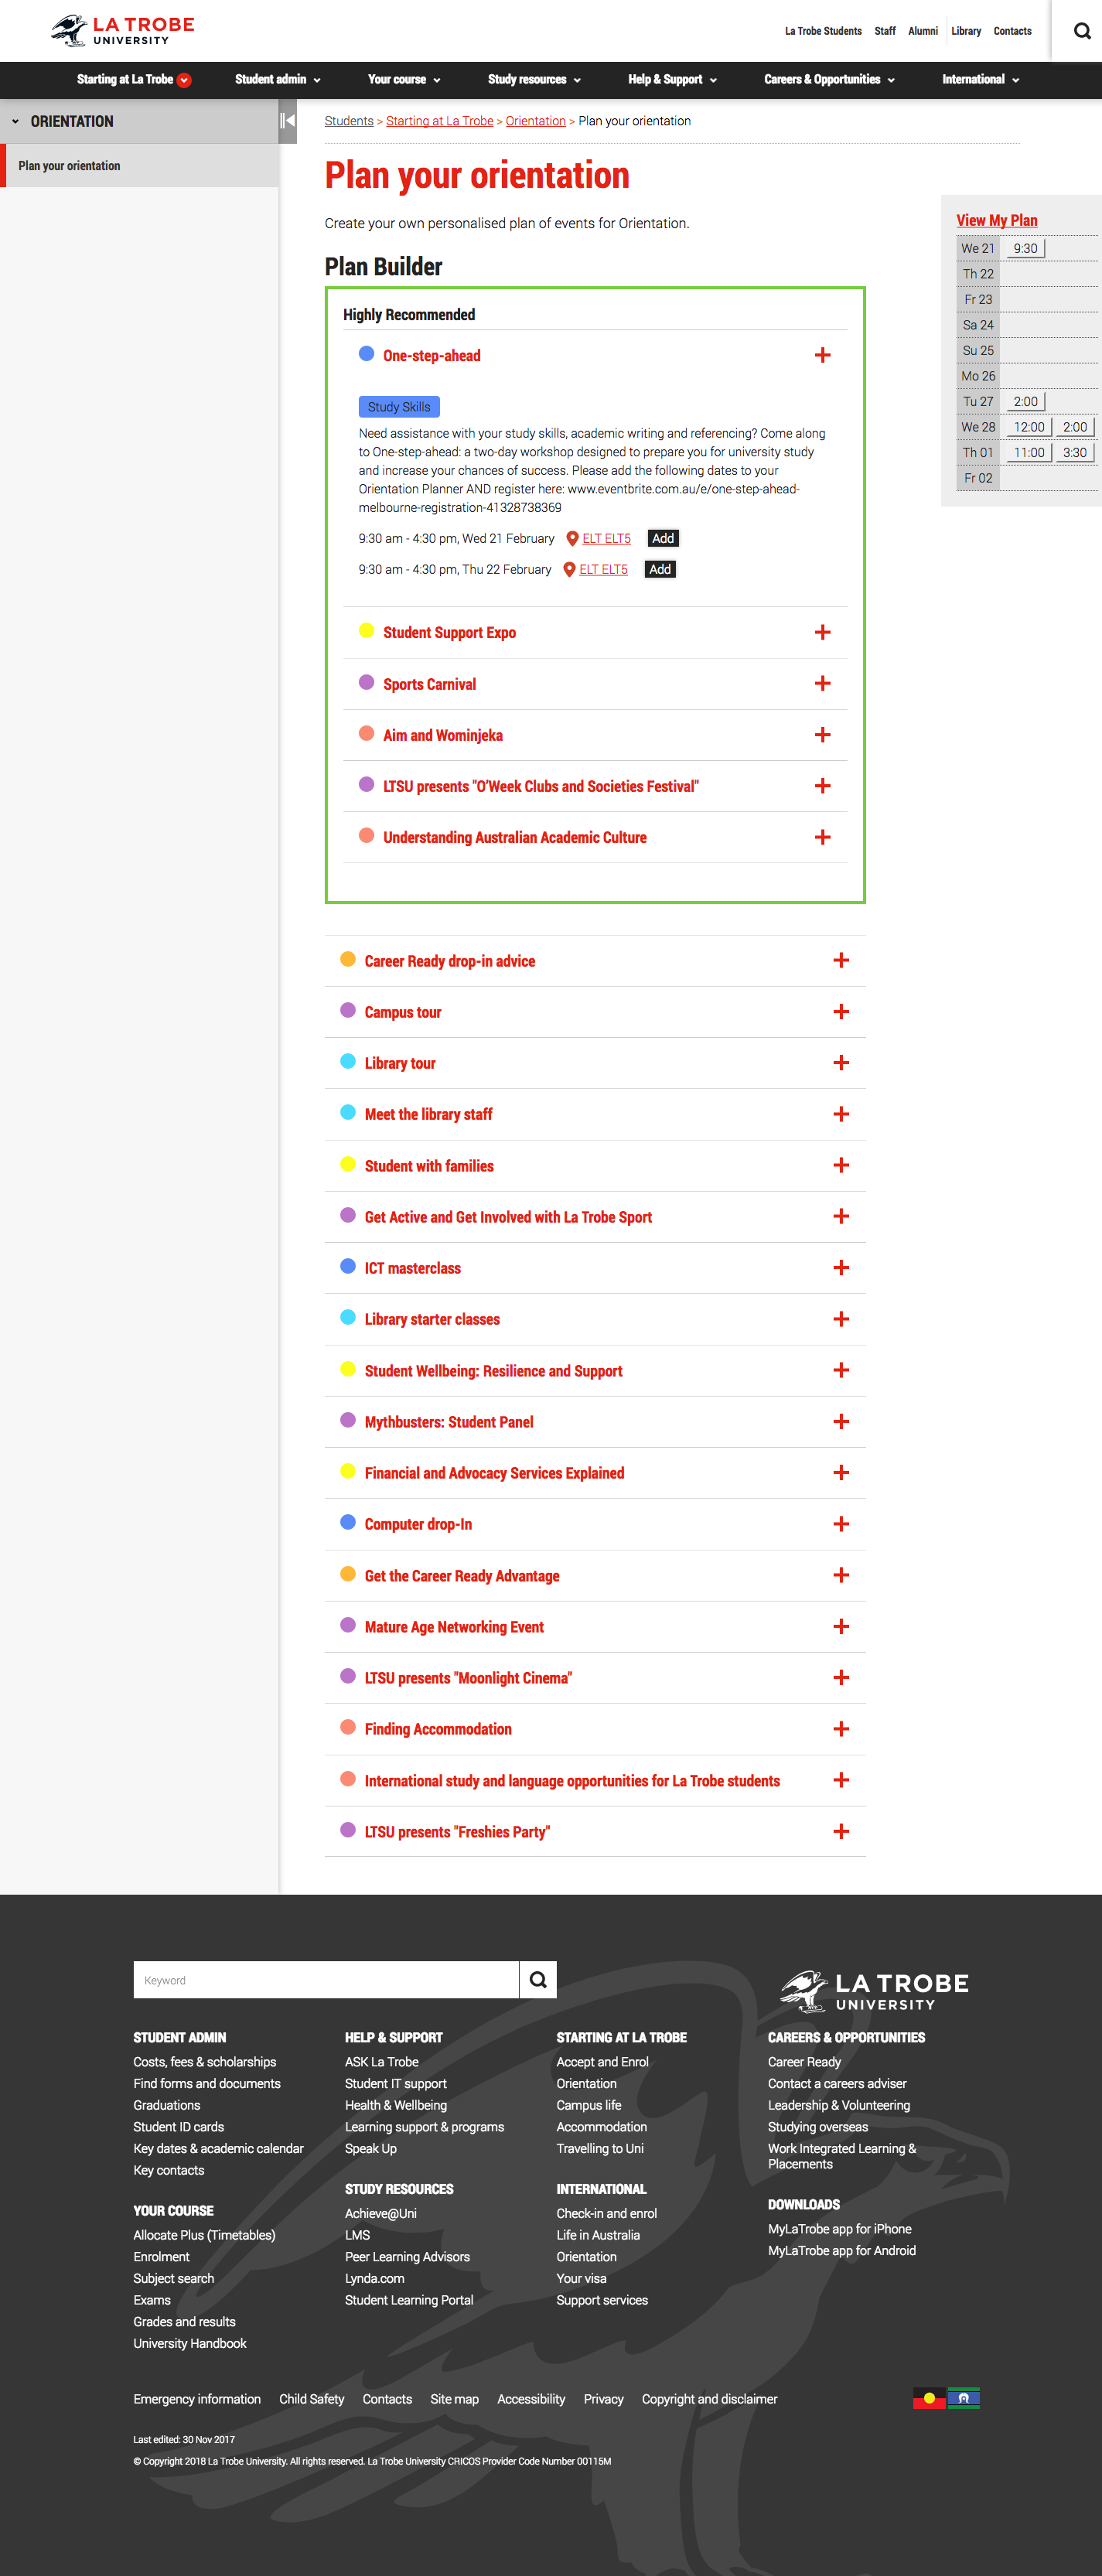 LA TROBE
UNIVERSITY
La Trobe Students Staff Alumni Library Contacts
Starting at La Trobe Student admin Your course Study resources Help & Support Careers & Opportunities International
ORIENTATION
Plan your orientation
Students > Starting at La Trobe > Orientation > Plan your orientation
Plan your orientation
Create your own personalised plan of events for Orientation.
View My Plan
We 21 9:30
Th 22
Fr 23
Sa 24
Su 25
Mo 26
Tu 27 2:00
We 28 12:00 2:00
Th 01 11:00 3:30
Fr 02
Plan Builder
Highly Recommended
One-step-ahead
Study Skills
Need assistance with your study skills, academic writing and referencing? Come along
to One-step-ahead: a two-day workshop designed to prepare you for university study
and increase your chances of success. Please add the following dates to your
Orientation Planner AND register here: www.eventbrite.com.au/e/one-step-ahead-
melbourne-registration-41328738369
9:30 am - 4:30 pm, Wed 21 February ELT ELT5 Add
9:30 am - 4:30 pm, Thu 22 February ELT ELT5 Add
Student Support Expo
Sports Carnival
Aim and Wominjeka
LTSU presents "O'Week Clubs and Societies Festival"
Understanding Australian Academic Culture
Career Ready drop-in advice
Campus tour
Library tour
Meet the library staff
Student with families
Get Active and Get Involved with La Trobe Sport
ICT masterclass
Library starter classes
Student Wellbeing: Resilience and Support
Mythbusters: Student Panel
Financial and Advocacy Services Explained
Computer drop-In
Get the Career Ready Advantage
Mature Age Networking Event
LTSU presents "Moonlight Cinema"
Finding Accommodation
International study and language opportunities for La Trobe students
LTSU presents "Freshies Party"
Keyword
LA TROBE
UNIVERSITY
STUDENT ADMIN
Costs, fees & scholarships
Find forms and documents
Graduations
Student ID cards
Key dates & academic calendar
Key contacts
YOUR COURSE
Allocate Plus (Timetables)
Enrolment
Subject search
Exams
Grades and results
University Handbook
HELP & SUPPORT
ASK La Trobe
Student IT support
Health & Wellbeing
Learning support & programs
Speak Up
STUDY RESOURCES
Achieve@Uni
LMS
Peer Learning Advisors
Lynda.com
Student Learning Portal
STARTING AT LA TROBE
Accept and Enrol
Orientation
Campus life
Accommodation
Travelling to Uni
INTERNATIONAL
Check-in and enrol
Life in Australia
Orientation
Your visa
Support services
CAREERS & OPPORTUNITIES
Career Ready
Contact a careers adviser
Leadership & Volunteering
Studying overseas
Work Integrated Learning &
Placements
DOWNLOADS
MyLaTrobe app for iPhone
MyLaTrobe app for Android
Emergency information Child Safety Contacts Site map Accessibility Privacy Copyright and disclaimer
Last edited: 30 Nov 2017
© Copyright 2018 La Trobe University. All rights reserved. La Trobe University CRICOS Provider Code Number 00115M